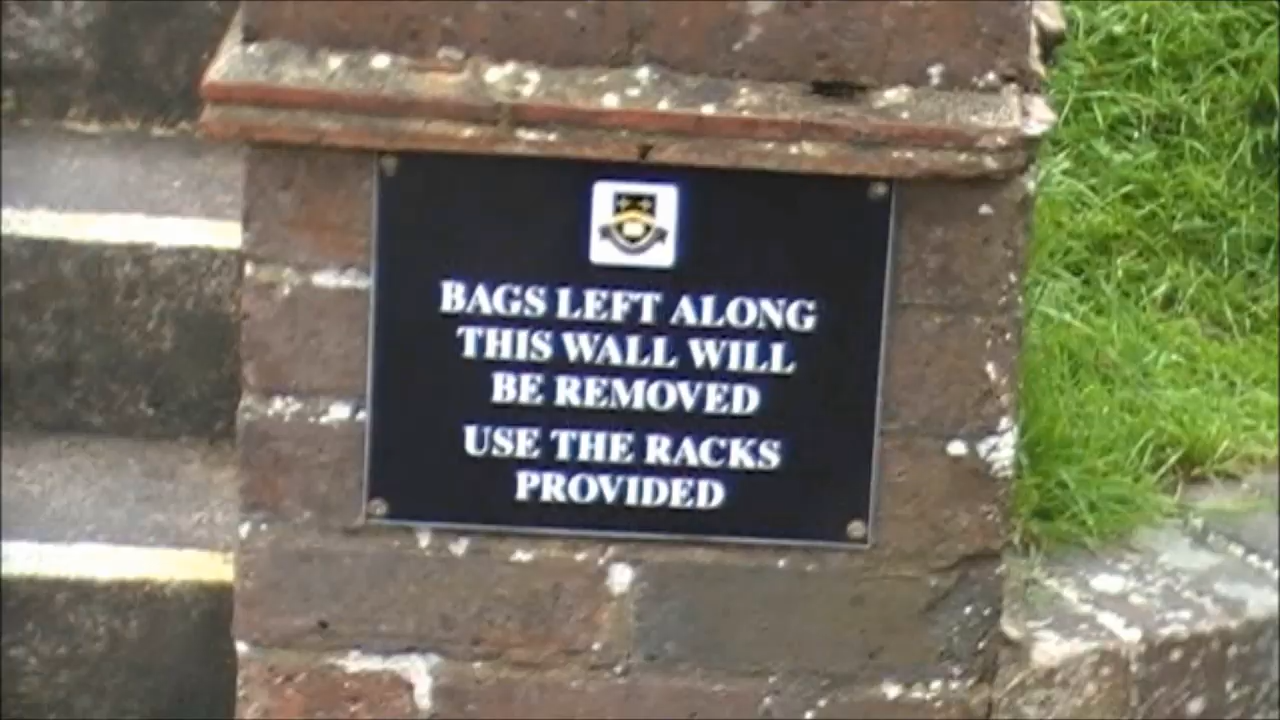 BAGS LEFT ALONG
THIS WALL WILL
BE REMOVED
USE THE RACKS
PROVIDED